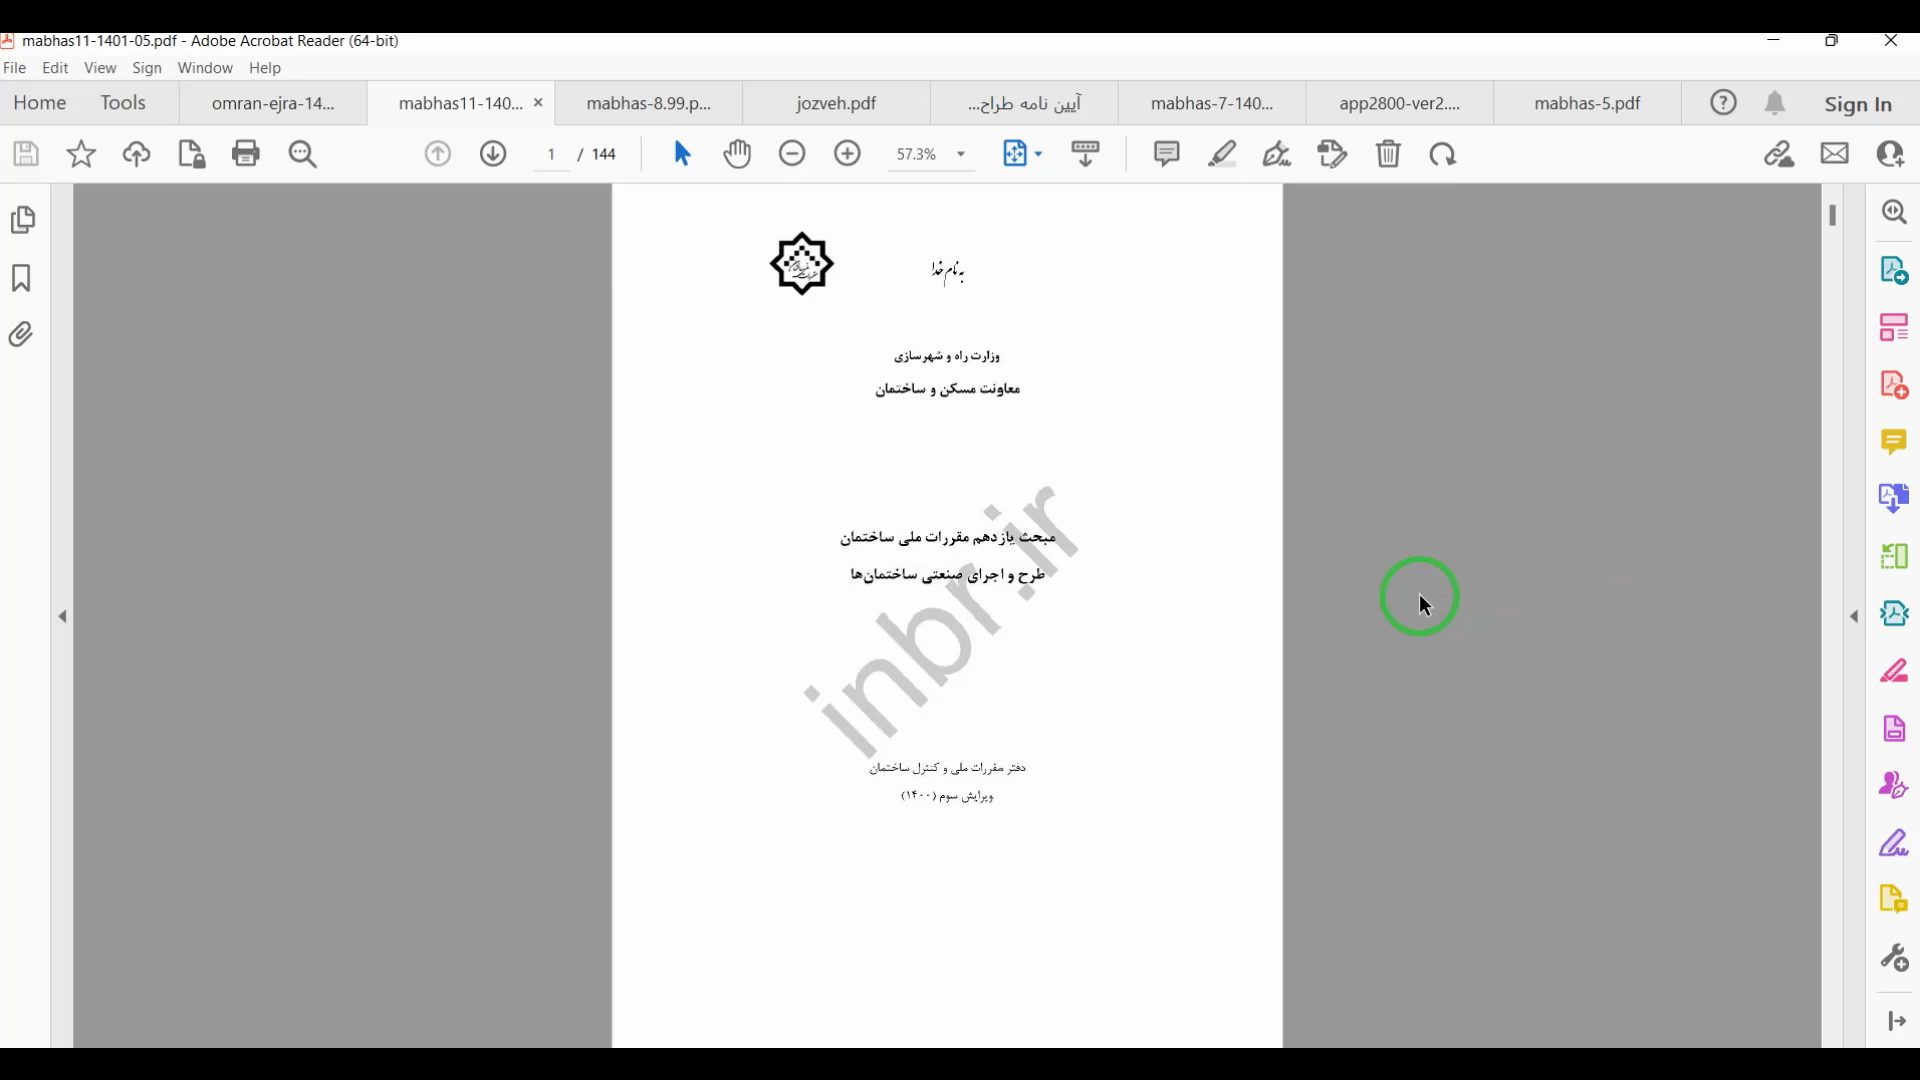 mabhas11-1401-05.pdf - Adobe Acrobat Reader (64-bit)
File Edit View Sign Window Help
Home Tools omran-ejra-14... mabhas11-140... mabhas-8.99.p... jozveh.pdf آیین نامه طراح... mabhas-7-140... app2800-ver2.... mabhas-5.pdf Sign In
1 / 144 57.3%
به نام خدا
وزارت راه و شهرسازی
معاونت مسکن و ساختمان
مبحث یازدهم مقررات ملی ساختمان
طرح و اجرای صنعتی ساختمان‌ها
inbr.ir
دفتر مقررات ملی و کنترل ساختمان
ویرایش سوم (۱۴۰۰)